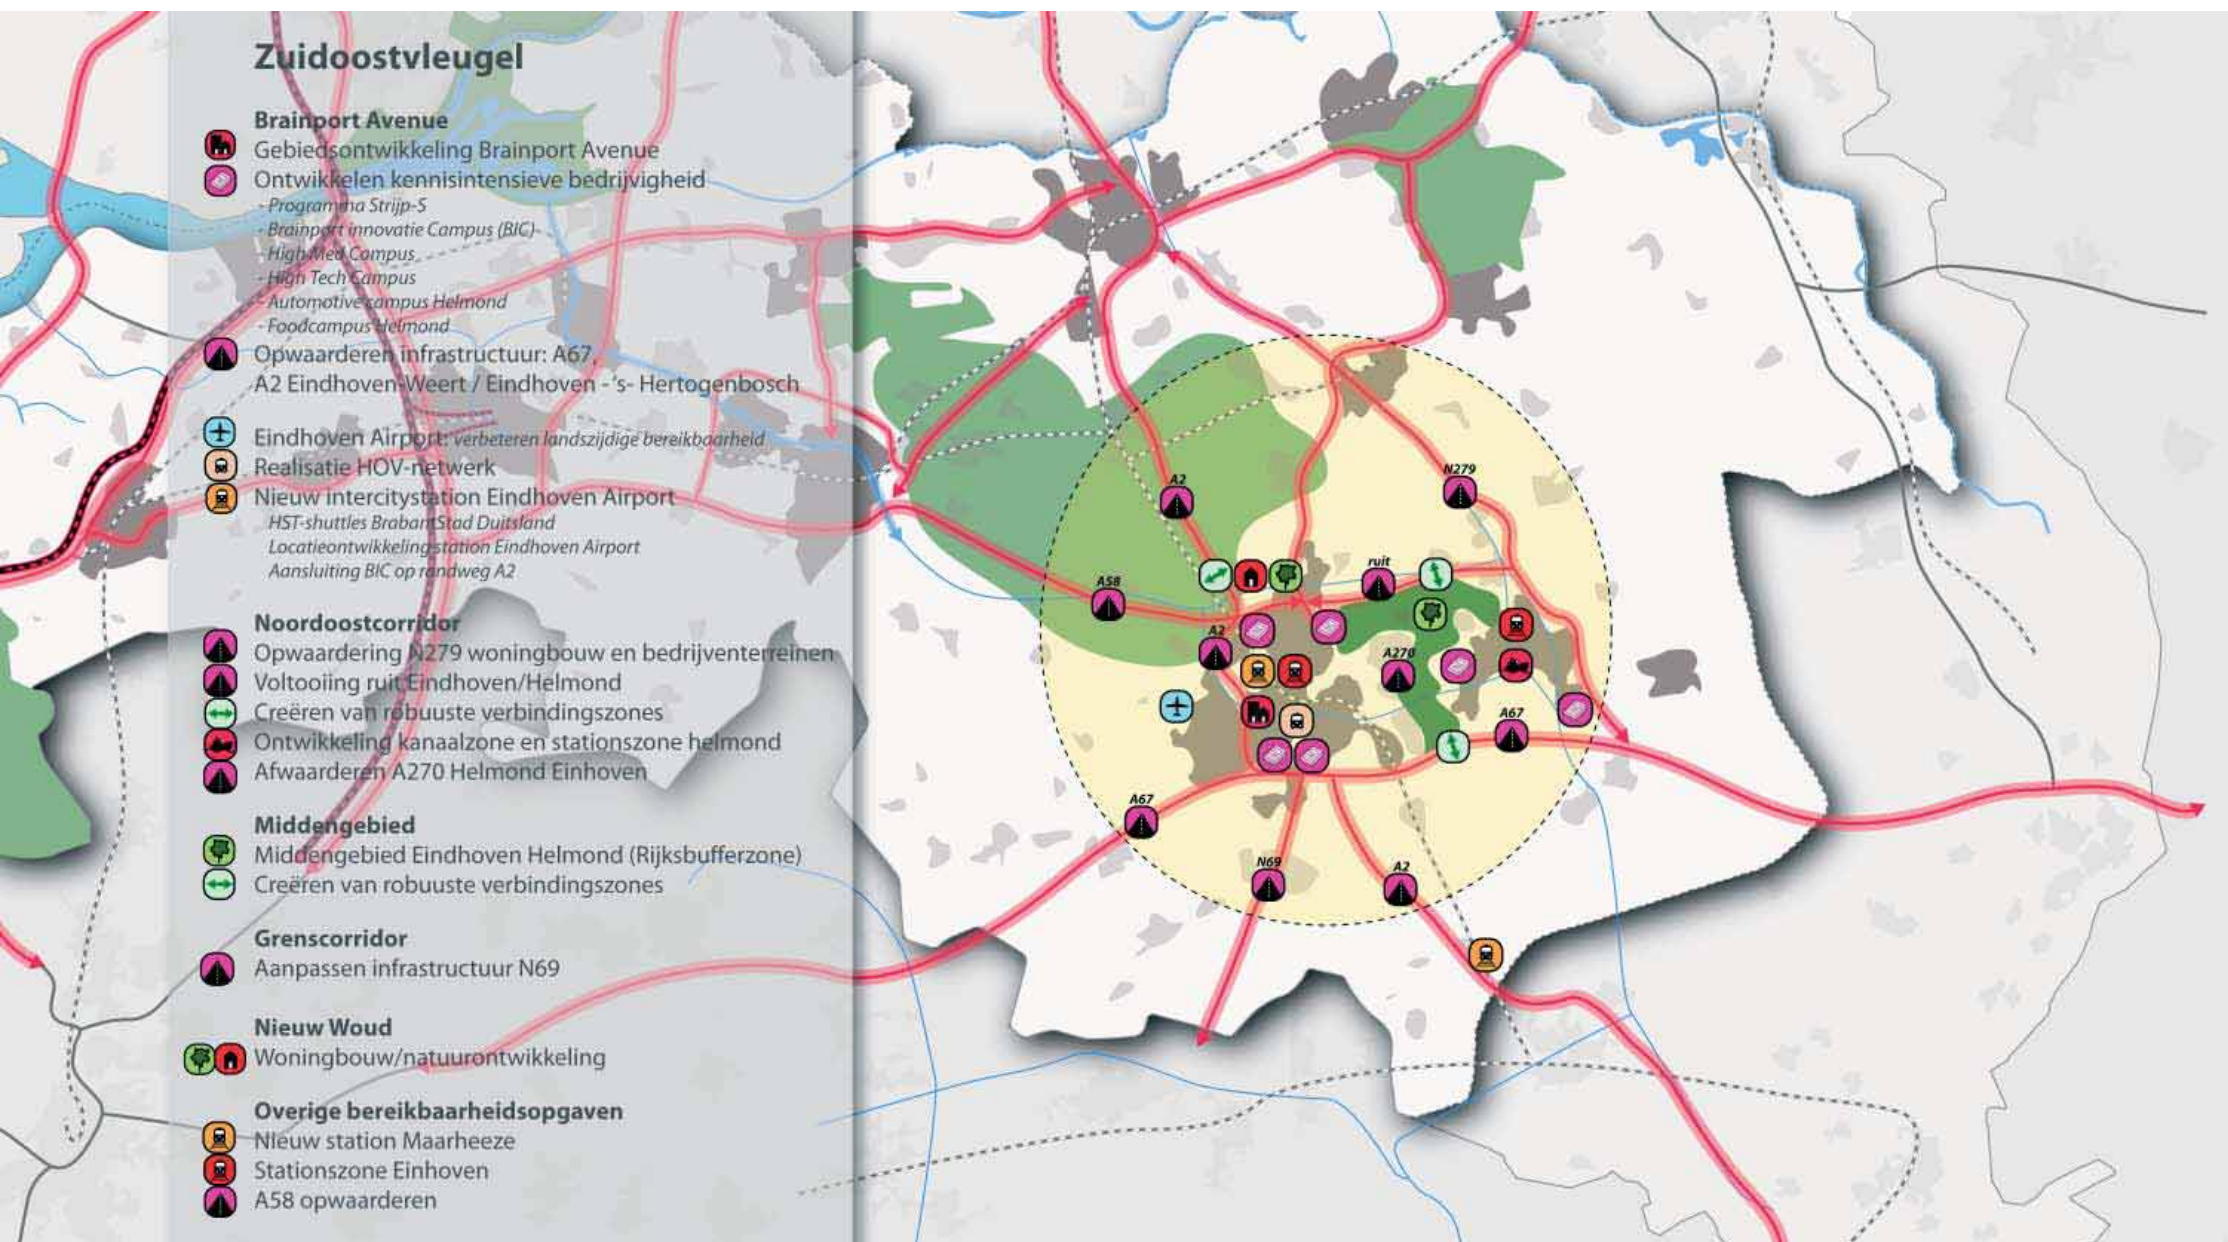 Zuidoostvleugel
Brainport Avenue
Gebiedsontwikkeling Brainport Avenue
Ontwikkelen kennisintensieve bedrijvigheid
- Programma Strijp-S
- Brainport innovatie Campus (BIC)
- High Med Campus
- High Tech Campus
- Automotive campus Helmond
- Foodcampus Helmond
Opwaarderen infrastructuur: A67,
A2 Eindhoven-Weert / Eindhoven -'s- Hertogenbosch
Eindhoven Airport: verbeteren landszijdige bereikbaarheid
Realisatie HOV-netwerk
Nieuw intercitystation Eindhoven Airport
HST-shuttles BrabantStad Duitsland
Locatieontwikkeling station Eindhoven Airport
Aansluiting BIC op randweg A2
Noordoostcorridor
Opwaardering N279 woningbouw en bedrijventerreinen
Voltooiing ruit Eindhoven/Helmond
Creëren van robuuste verbindingszones
Ontwikkeling kanaalzone en stationszone helmond
Afwaarderen A270 Helmond Einhoven
Middengebied
Middengebied Eindhoven Helmond (Rijksbufferzone)
Creëren van robuuste verbindingszones
Grenscorridor
Aanpassen infrastructuur N69
Nieuw Woud
Woningbouw/natuurontwikkeling
Overige bereikbaarheidsopgaven
Nieuw station Maarheeze
Stationszone Einhoven
A58 opwaarderen
N279
A2
ruit
A58
A2
A270
A67
A67
N69
A2